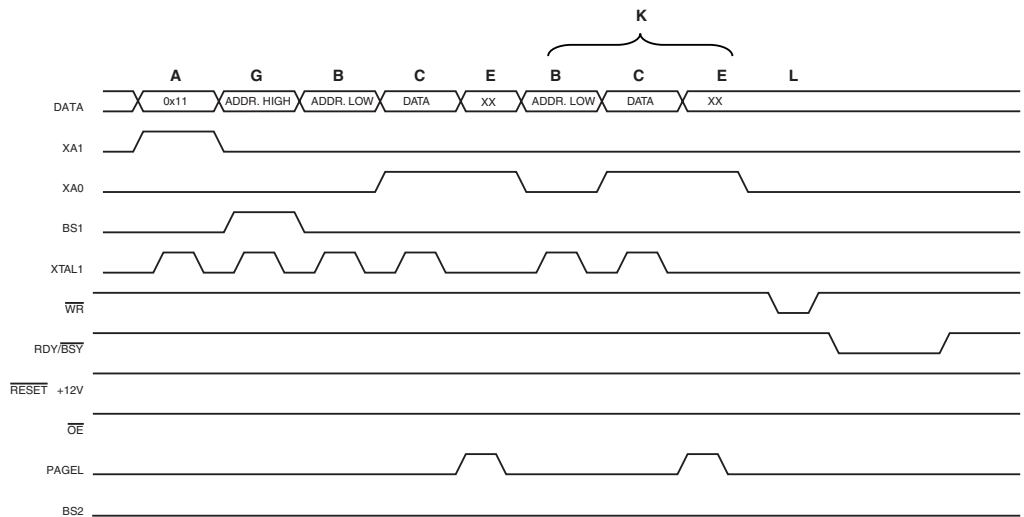 K
A G B C E B C E L
DATA 0x11 ADDR. HIGH ADDR. LOW DATA XX ADDR. LOW DATA XX
XA1
XA0
BS1
XTAL1
WR
RDY/BSY
RESET +12V
OE
PAGEL
BS2